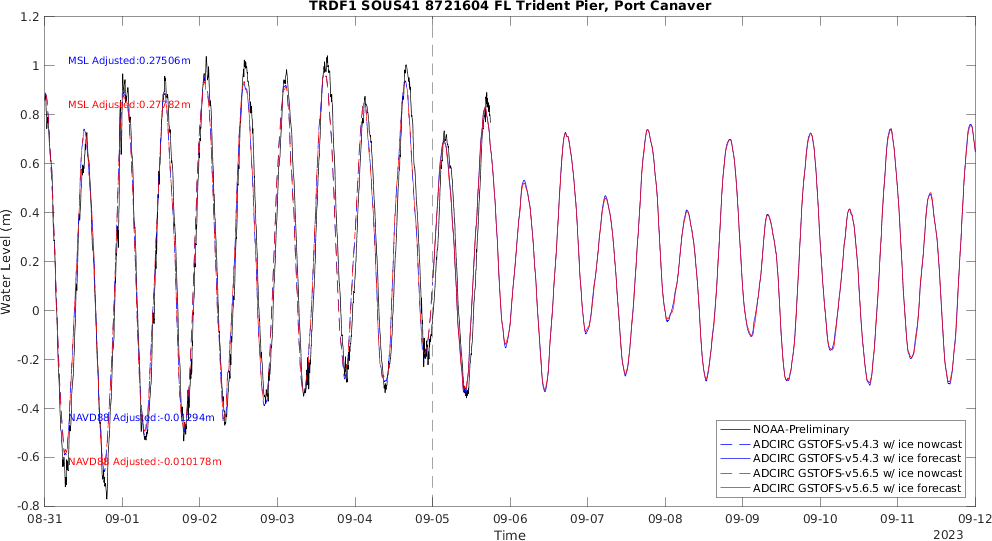 TRDF1 SOUS41 8721604 FL Trident Pier, Port Canaver
1.2
1
0.8
0.6
0.4
0.2
0
-0.2
-0.4
-0.6
-0.8
Water Level (m)
MSL Adjusted:0.27506m
MSL Adjusted:0.27782m
NAVD88 Adjusted:-0.01294m
NAVD88 Adjusted:-0.010178m
NOAA-Preliminary
ADCIRC GSTOFS-v5.4.3 w/ ice nowcast
ADCIRC GSTOFS-v5.4.3 w/ ice forecast
ADCIRC GSTOFS-v5.6.5 w/ ice nowcast
ADCIRC GSTOFS-v5.6.5 w/ ice forecast
08-31 09-01 09-02 09-03 09-04 09-05 09-06 09-07 09-08 09-09 09-10 09-11 09-12
Time
2023